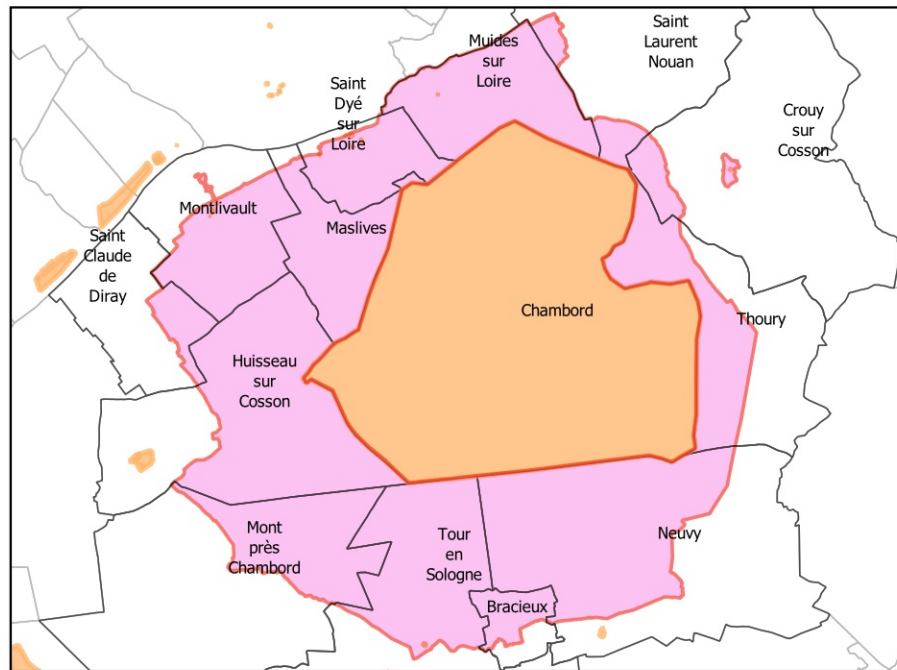 Saint
Laurent
Nouan
Muides
sur
Loire
Saint
Dyé
sur
Loire
Crouy
sur
Cosson
Montlivault
Maslives
Saint
Claude
de
Diray
Chambord
Thoury
Huisseau
sur
Cosson
Mont
près
Chambord
Tour
en
Sologne
Neuvy
Bracieux